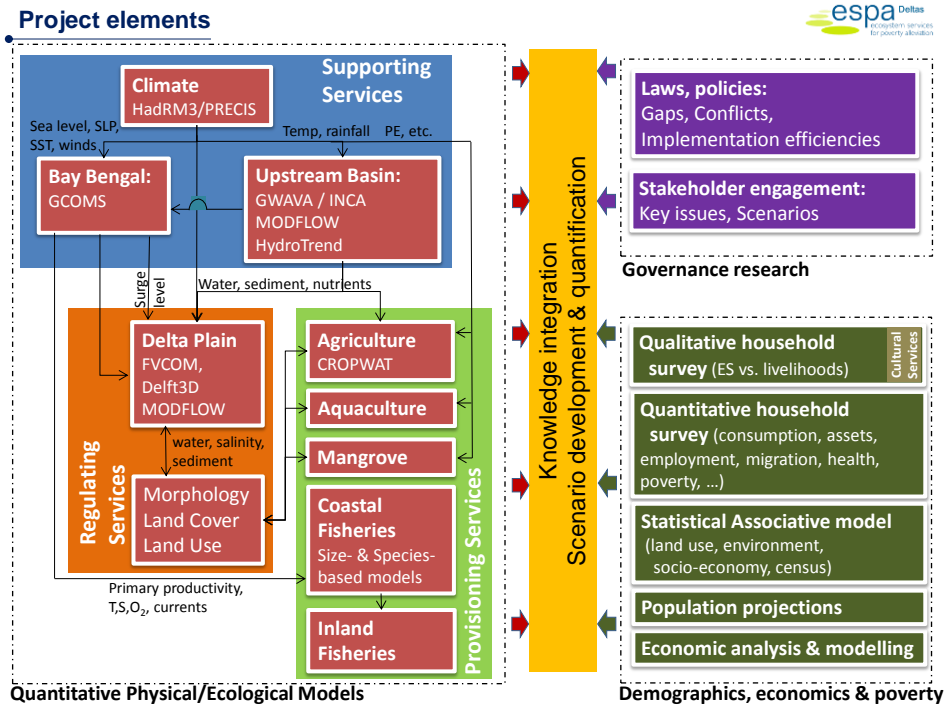 Project elements
espa Deltas
ecosystem services
for poverty alleviation
Supporting
Services
Climate
HadRM3/PRECIS
Sea level, SLP,
SST, winds
Temp, rainfall PE, etc.
Bay Bengal:
GCOMS
Upstream Basin:
GWAVA / INCA
MODFLOW
HydroTrend
Surge
level
Water, sediment, nutrients
Regulating
Services
Delta Plain
FVCOM,
Delft3D
MODFLOW
water, salinity,
sediment
Morphology
Land Cover
Land Use
Primary productivity,
T,S,O₂, currents
Agriculture
CROPWAT
Aquaculture
Mangrove
Coastal
Fisheries
Size- & Species-
based models
Inland
Fisheries
Provisioning Services
Quantitative Physical/Ecological Models
Knowledge integration
Scenario development & quantification
Laws, policies:
Gaps, Conflicts,
Implementation efficiencies
Stakeholder engagement:
Key issues, Scenarios
Governance research
Qualitative household
survey (ES vs. livelihoods)
Cultural
Services
Quantitative household
survey (consumption, assets,
employment, migration, health,
poverty, ...)
Statistical Associative model
(land use, environment,
socio-economy, census)
Population projections
Economic analysis & modelling
Demographics, economics & poverty